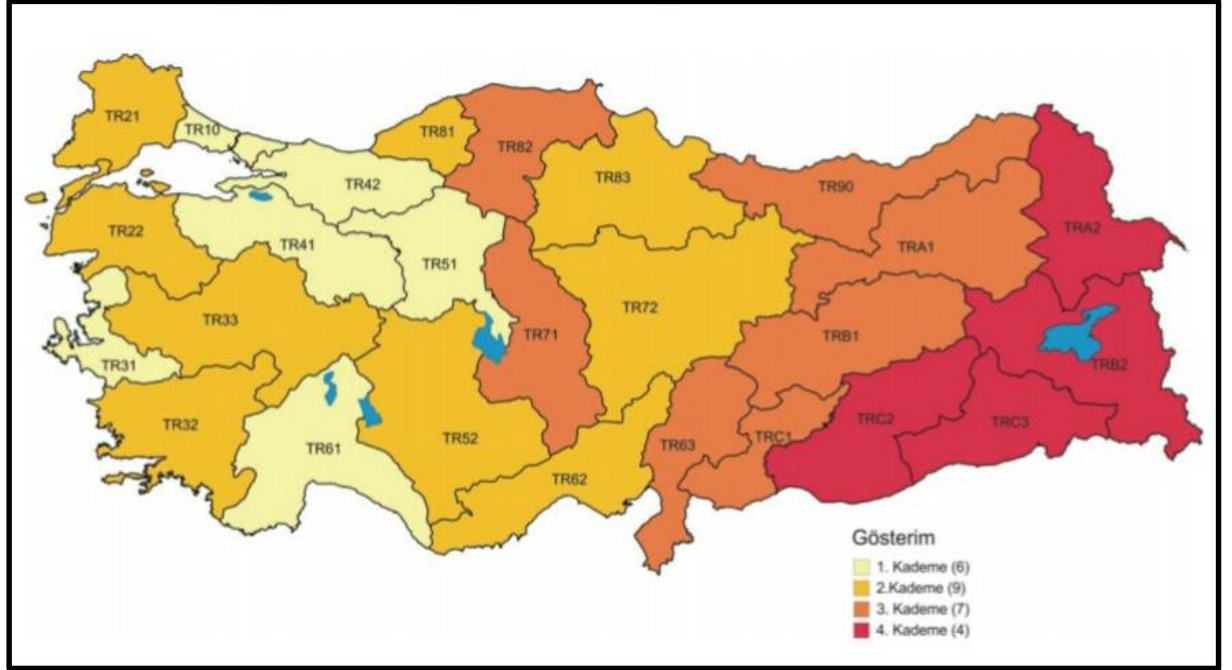 TR21
TR10
TR81
TR82
TR42
TR83
TR90
TR22
TR41
TRA1
TRA2
TR51
TR33
TR72
TR71
TRB1
TR31
TRB2
TR32
TR61
TR52
TR63
TRC1
TRC2
TRC3
TR62
Gösterim
1. Kademe (6)
2.Kademe (9)
3. Kademe (7)
4. Kademe (4)